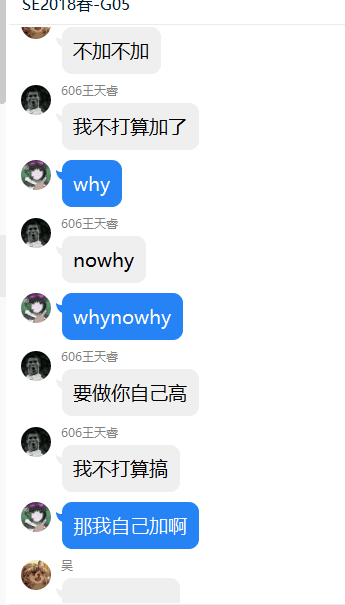 SE2018春-G05
不加不加
606王天睿
我不打算加了
why
606王天睿
nowhy
whynowhy
606王天睿
要做你自己高
606王天睿
我不打算搞
那我自己加啊
吴